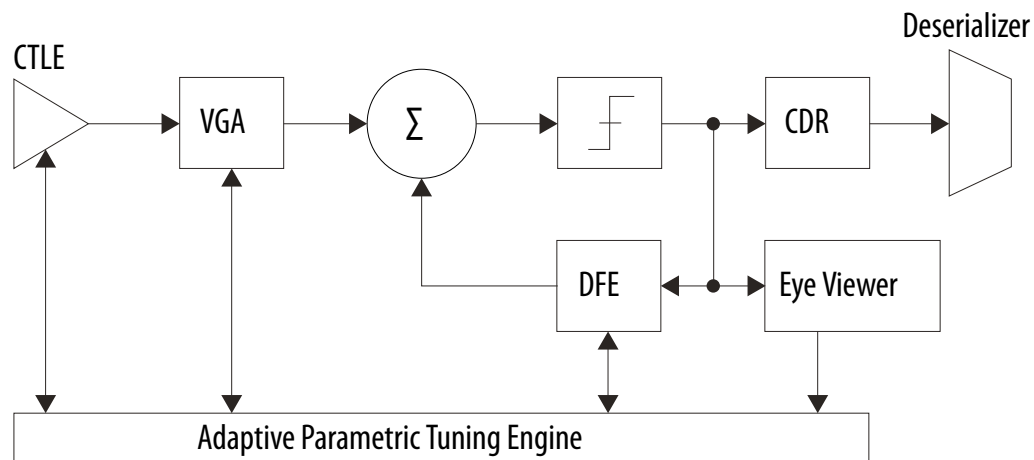 Deserializer
CTLE
VGA
Σ
CDR
DFE
Eye Viewer
Adaptive Parametric Tuning Engine